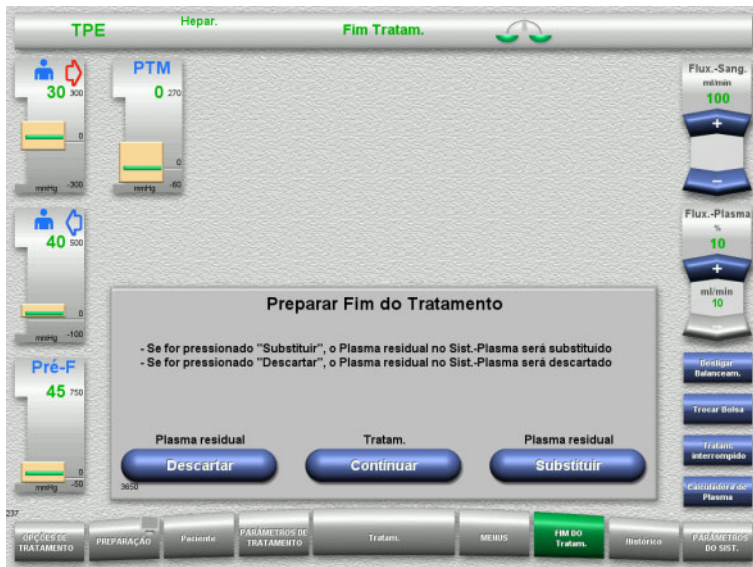 TPE
Hepar.
Fim Tratam.
30
300
0
-300
mmHg
PTM
0
270
0
-60
mmHg
40
500
0
-100
mmHg
Pré-F
45
750
0
-50
mmHg
Flux.-Sang.
ml/min
100
+
−
Flux.-Plasma
%
10
+
ml/min
10
−
Desligar
Balanceam.
Trocar Bolsa
Tratam.
interrompido
Calculadora de
Plasma
Preparar Fim do Tratamento
- Se for pressionado "Substituir", o Plasma residual no Sist.-Plasma será substituído
- Se for pressionado "Descartar", o Plasma residual no Sist.-Plasma será descartado
Plasma residual
Descartar
Tratam.
Continuar
Plasma residual
Substituir
3650
237
OPÇÕES DE
TRATAMENTO
PREPARAÇÃO
Paciente
PARÂMETROS DE
TRATAMENTO
Tratam.
MENUS
FIM DO
Tratam.
Histórico
PARÂMETROS
DO SIST.